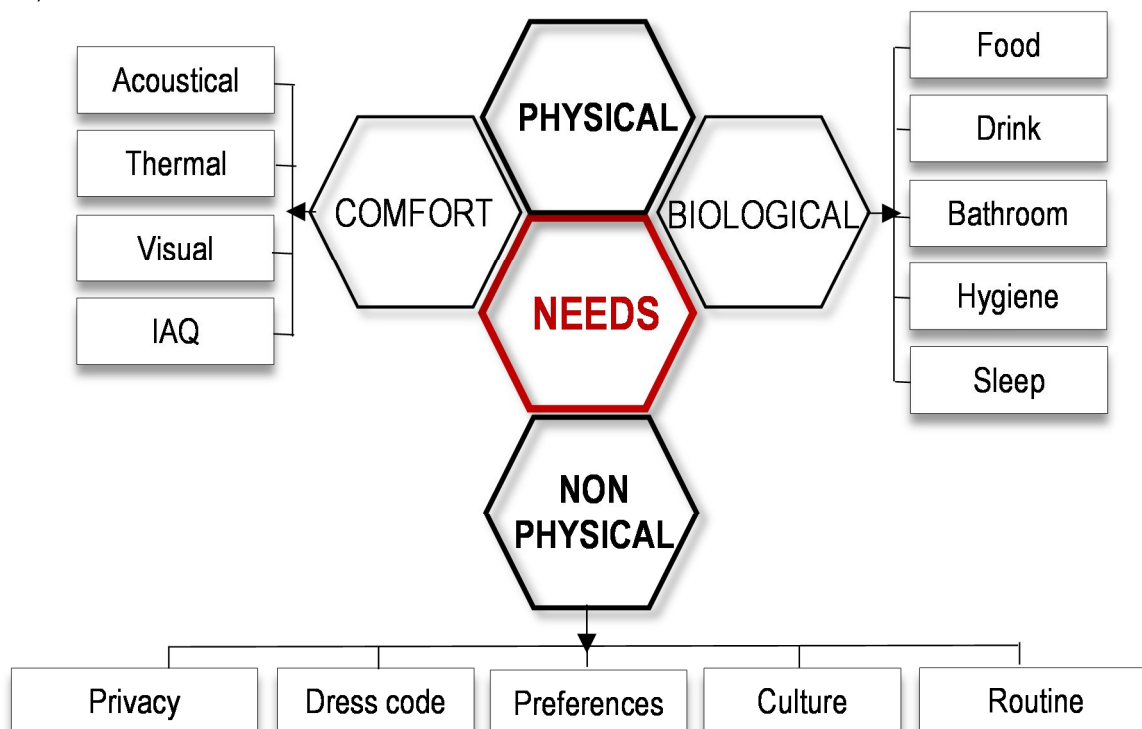 PHYSICAL
COMFORT
BIOLOGICAL
NEEDS
NON
PHYSICAL
Acoustical
Thermal
Visual
IAQ
Food
Drink
Bathroom
Hygiene
Sleep
Privacy
Dress code
Preferences
Culture
Routine